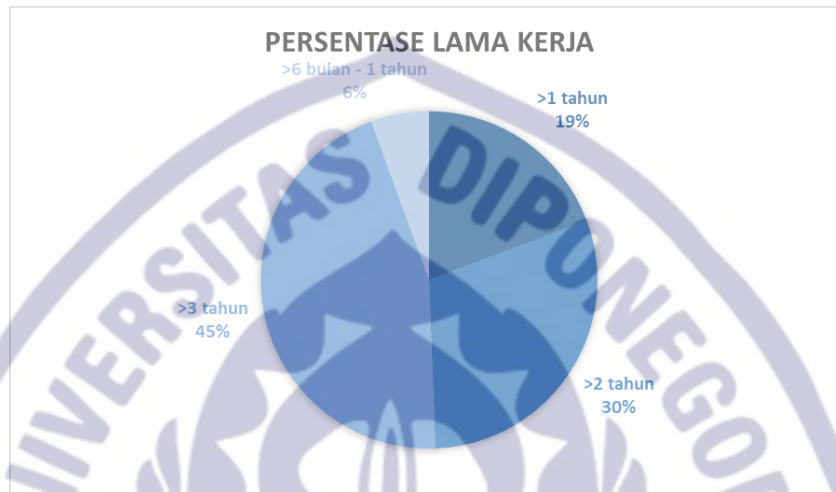 PERSENTASE LAMA KERJA
>6 bulan - 1 tahun
6%
>1 tahun
19%
>3 tahun
45%
>2 tahun
30%
UNIVERSITAS DIPONEGORO